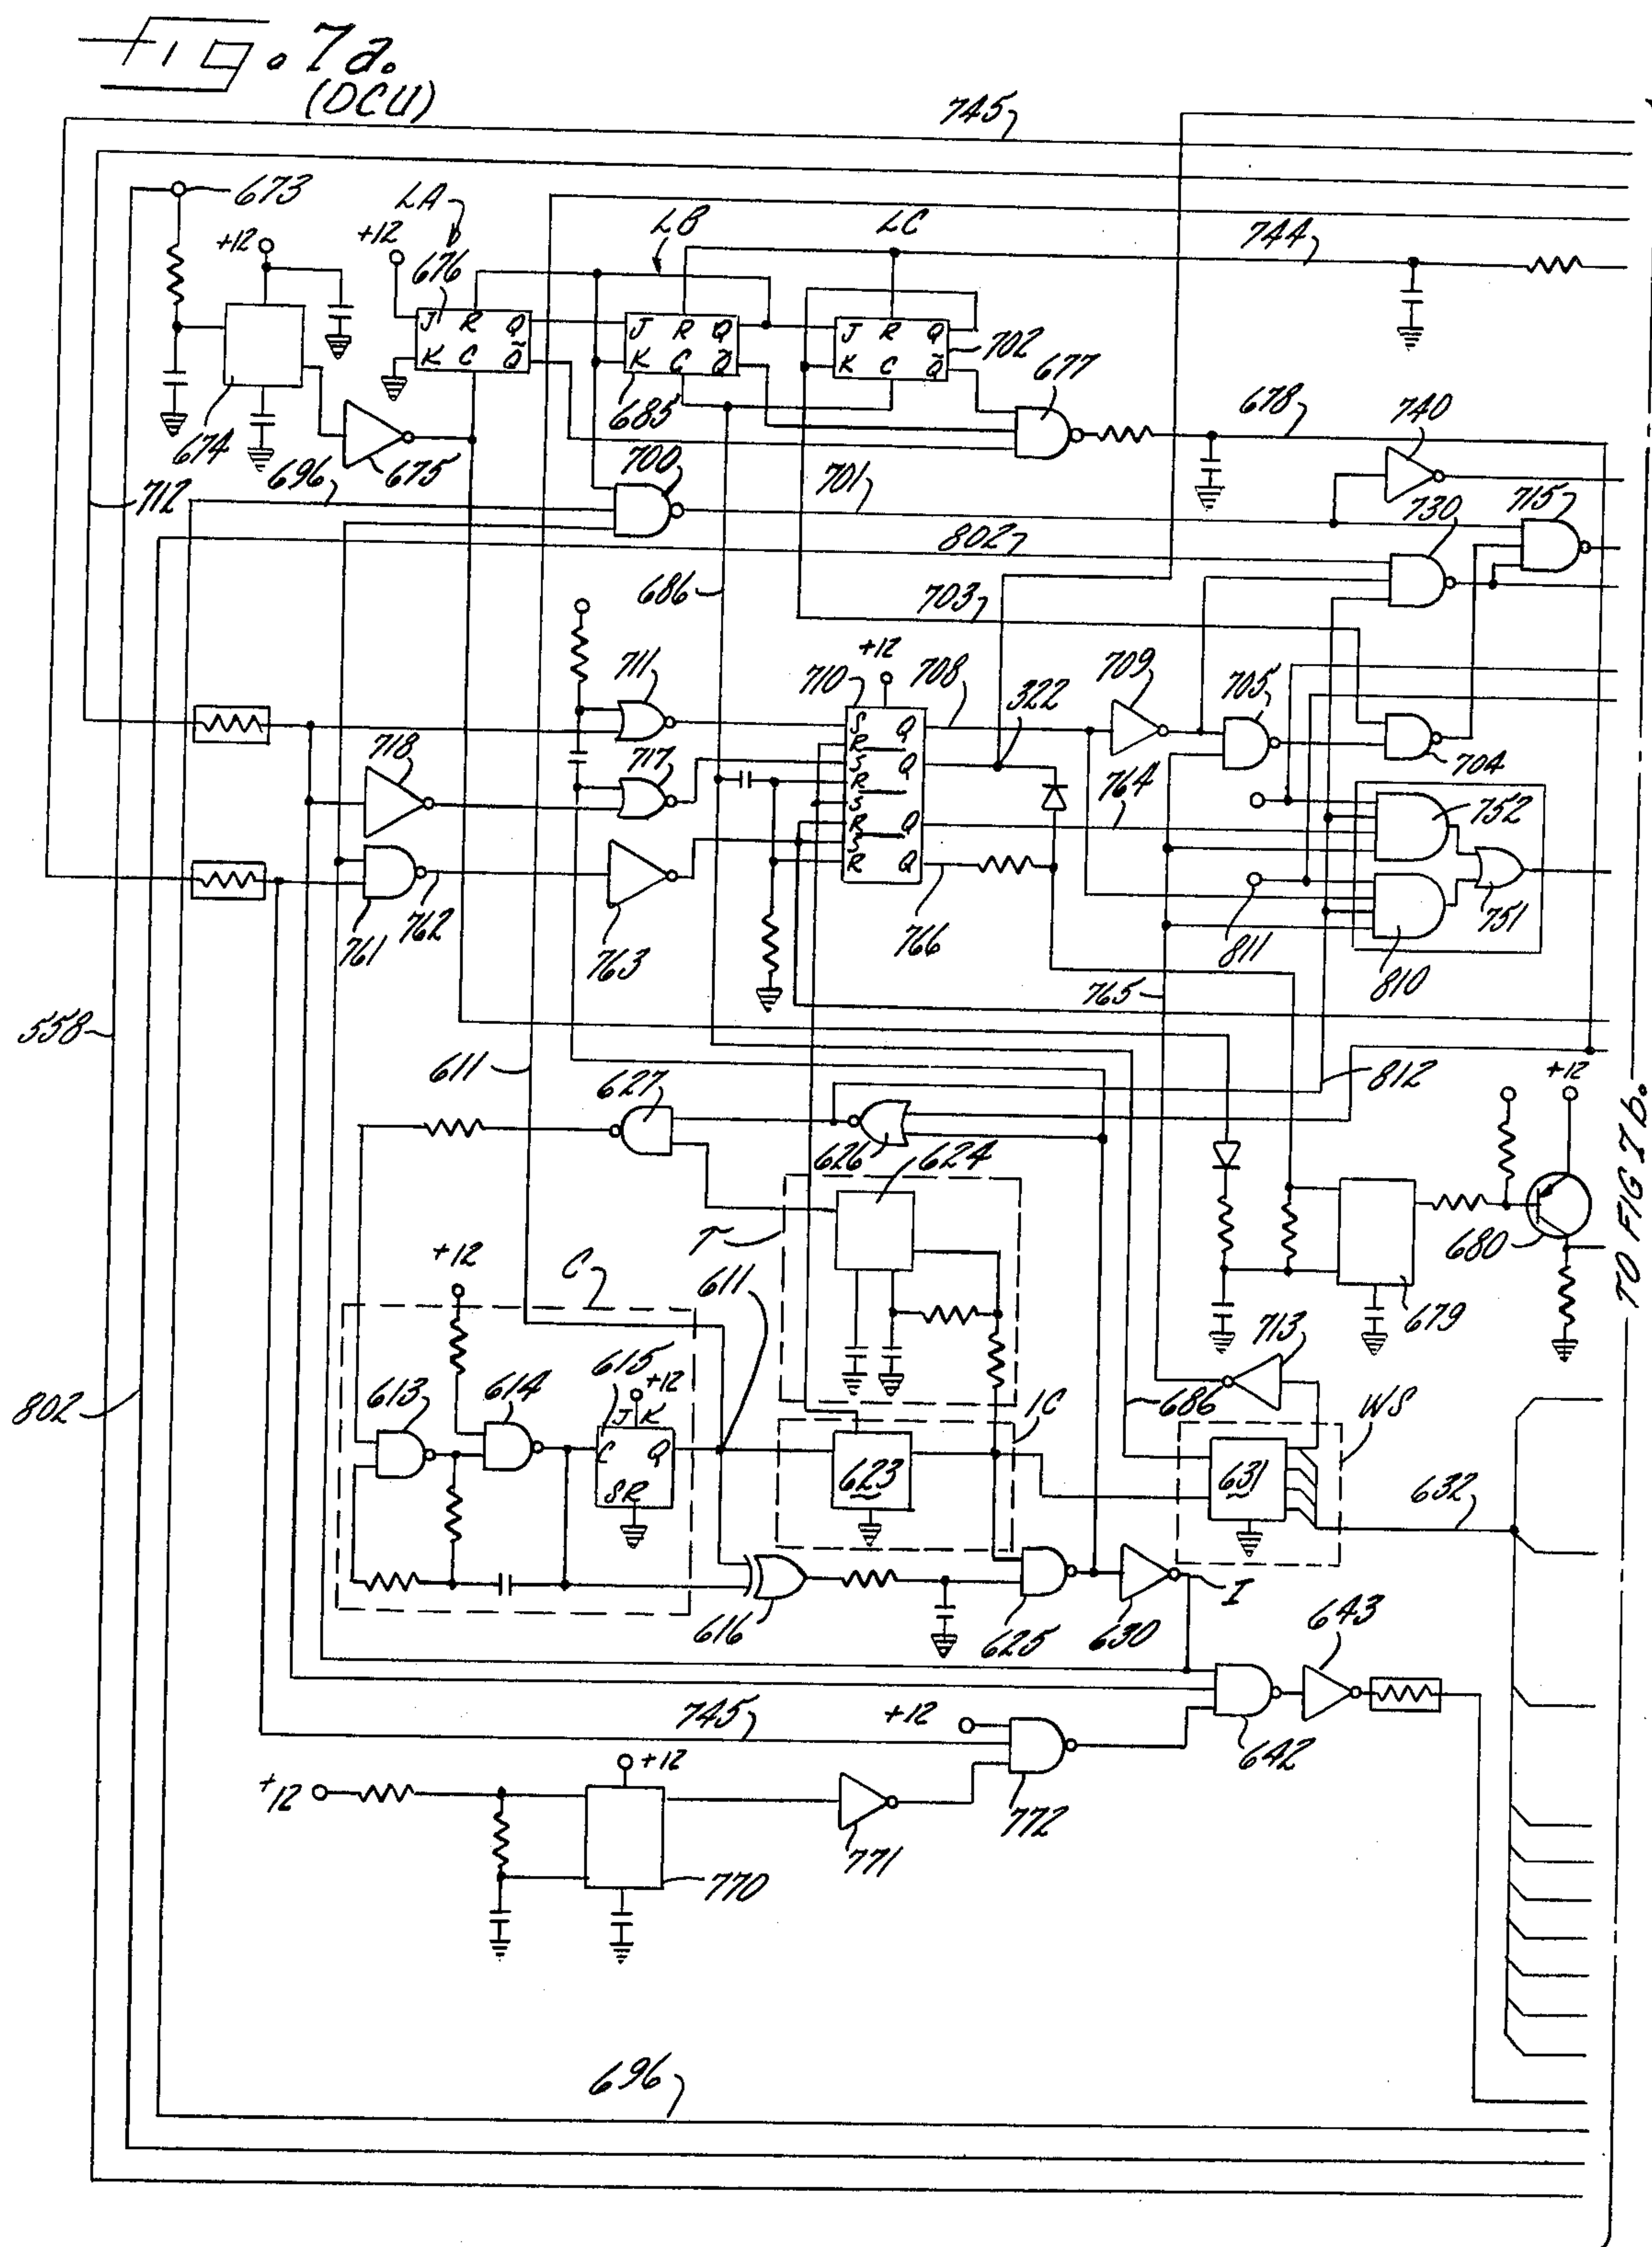 Fig. 7a.
(DCU)
745
673
LA
+12
+12
676
LB
LC
744
J R Q
K C Q̄
J R Q
K C Q̄
J R Q
K C Q̄
702
677
685
674
675
678
740
712
696
700
701
715
730
802
686
703
+12
711
710
708
709
705
322
718
717
S Q
R
S Q
R
S
R Q
S
R Q
704
764
752
751
761
762
763
766
811
810
765
558
611
627
812
+12
626
624
T
680
+12
C
611
679
713
615
+12
J K
686
1C
WS
802
613
614
C Q
SR
623
631
632
616
625
630
I
643
745
+12
642
+12
+12
772
771
770
696
TO FIG 7b.